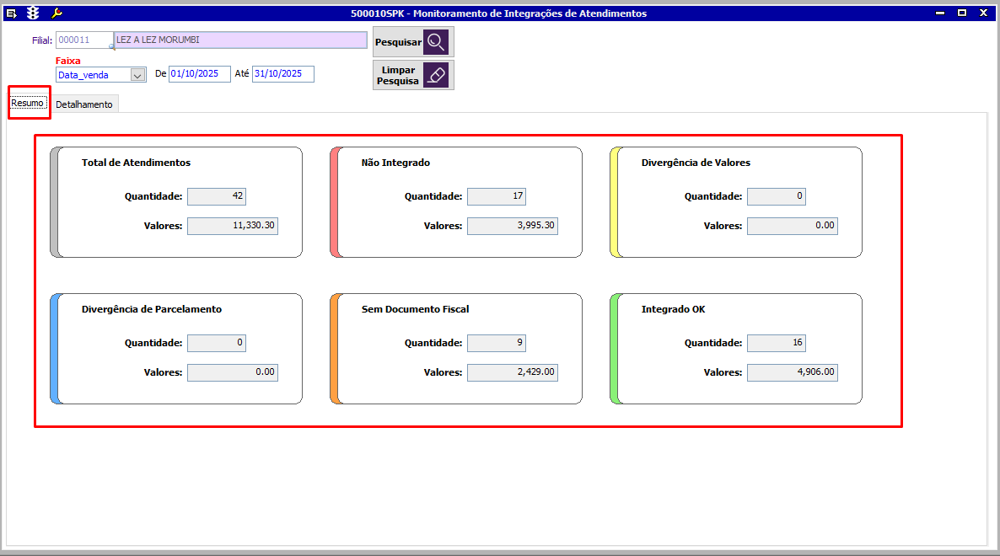 500010SPK - Monitoramento de Integrações de Atendimentos
Filial: 000011 LEZ A LEZ MORUMBI
Pesquisar
Faixa
Data_venda De 01/10/2025 Até 31/10/2025
Limpar
Pesquisa
Resumo Detalhamento
Total de Atendimentos
Quantidade: 42
Valores: 11,330.30
Não Integrado
Quantidade: 17
Valores: 3,995.30
Divergência de Valores
Quantidade: 0
Valores: 0.00
Divergência de Parcelamento
Quantidade: 0
Valores: 0.00
Sem Documento Fiscal
Quantidade: 9
Valores: 2,429.00
Integrado OK
Quantidade: 16
Valores: 4,906.00